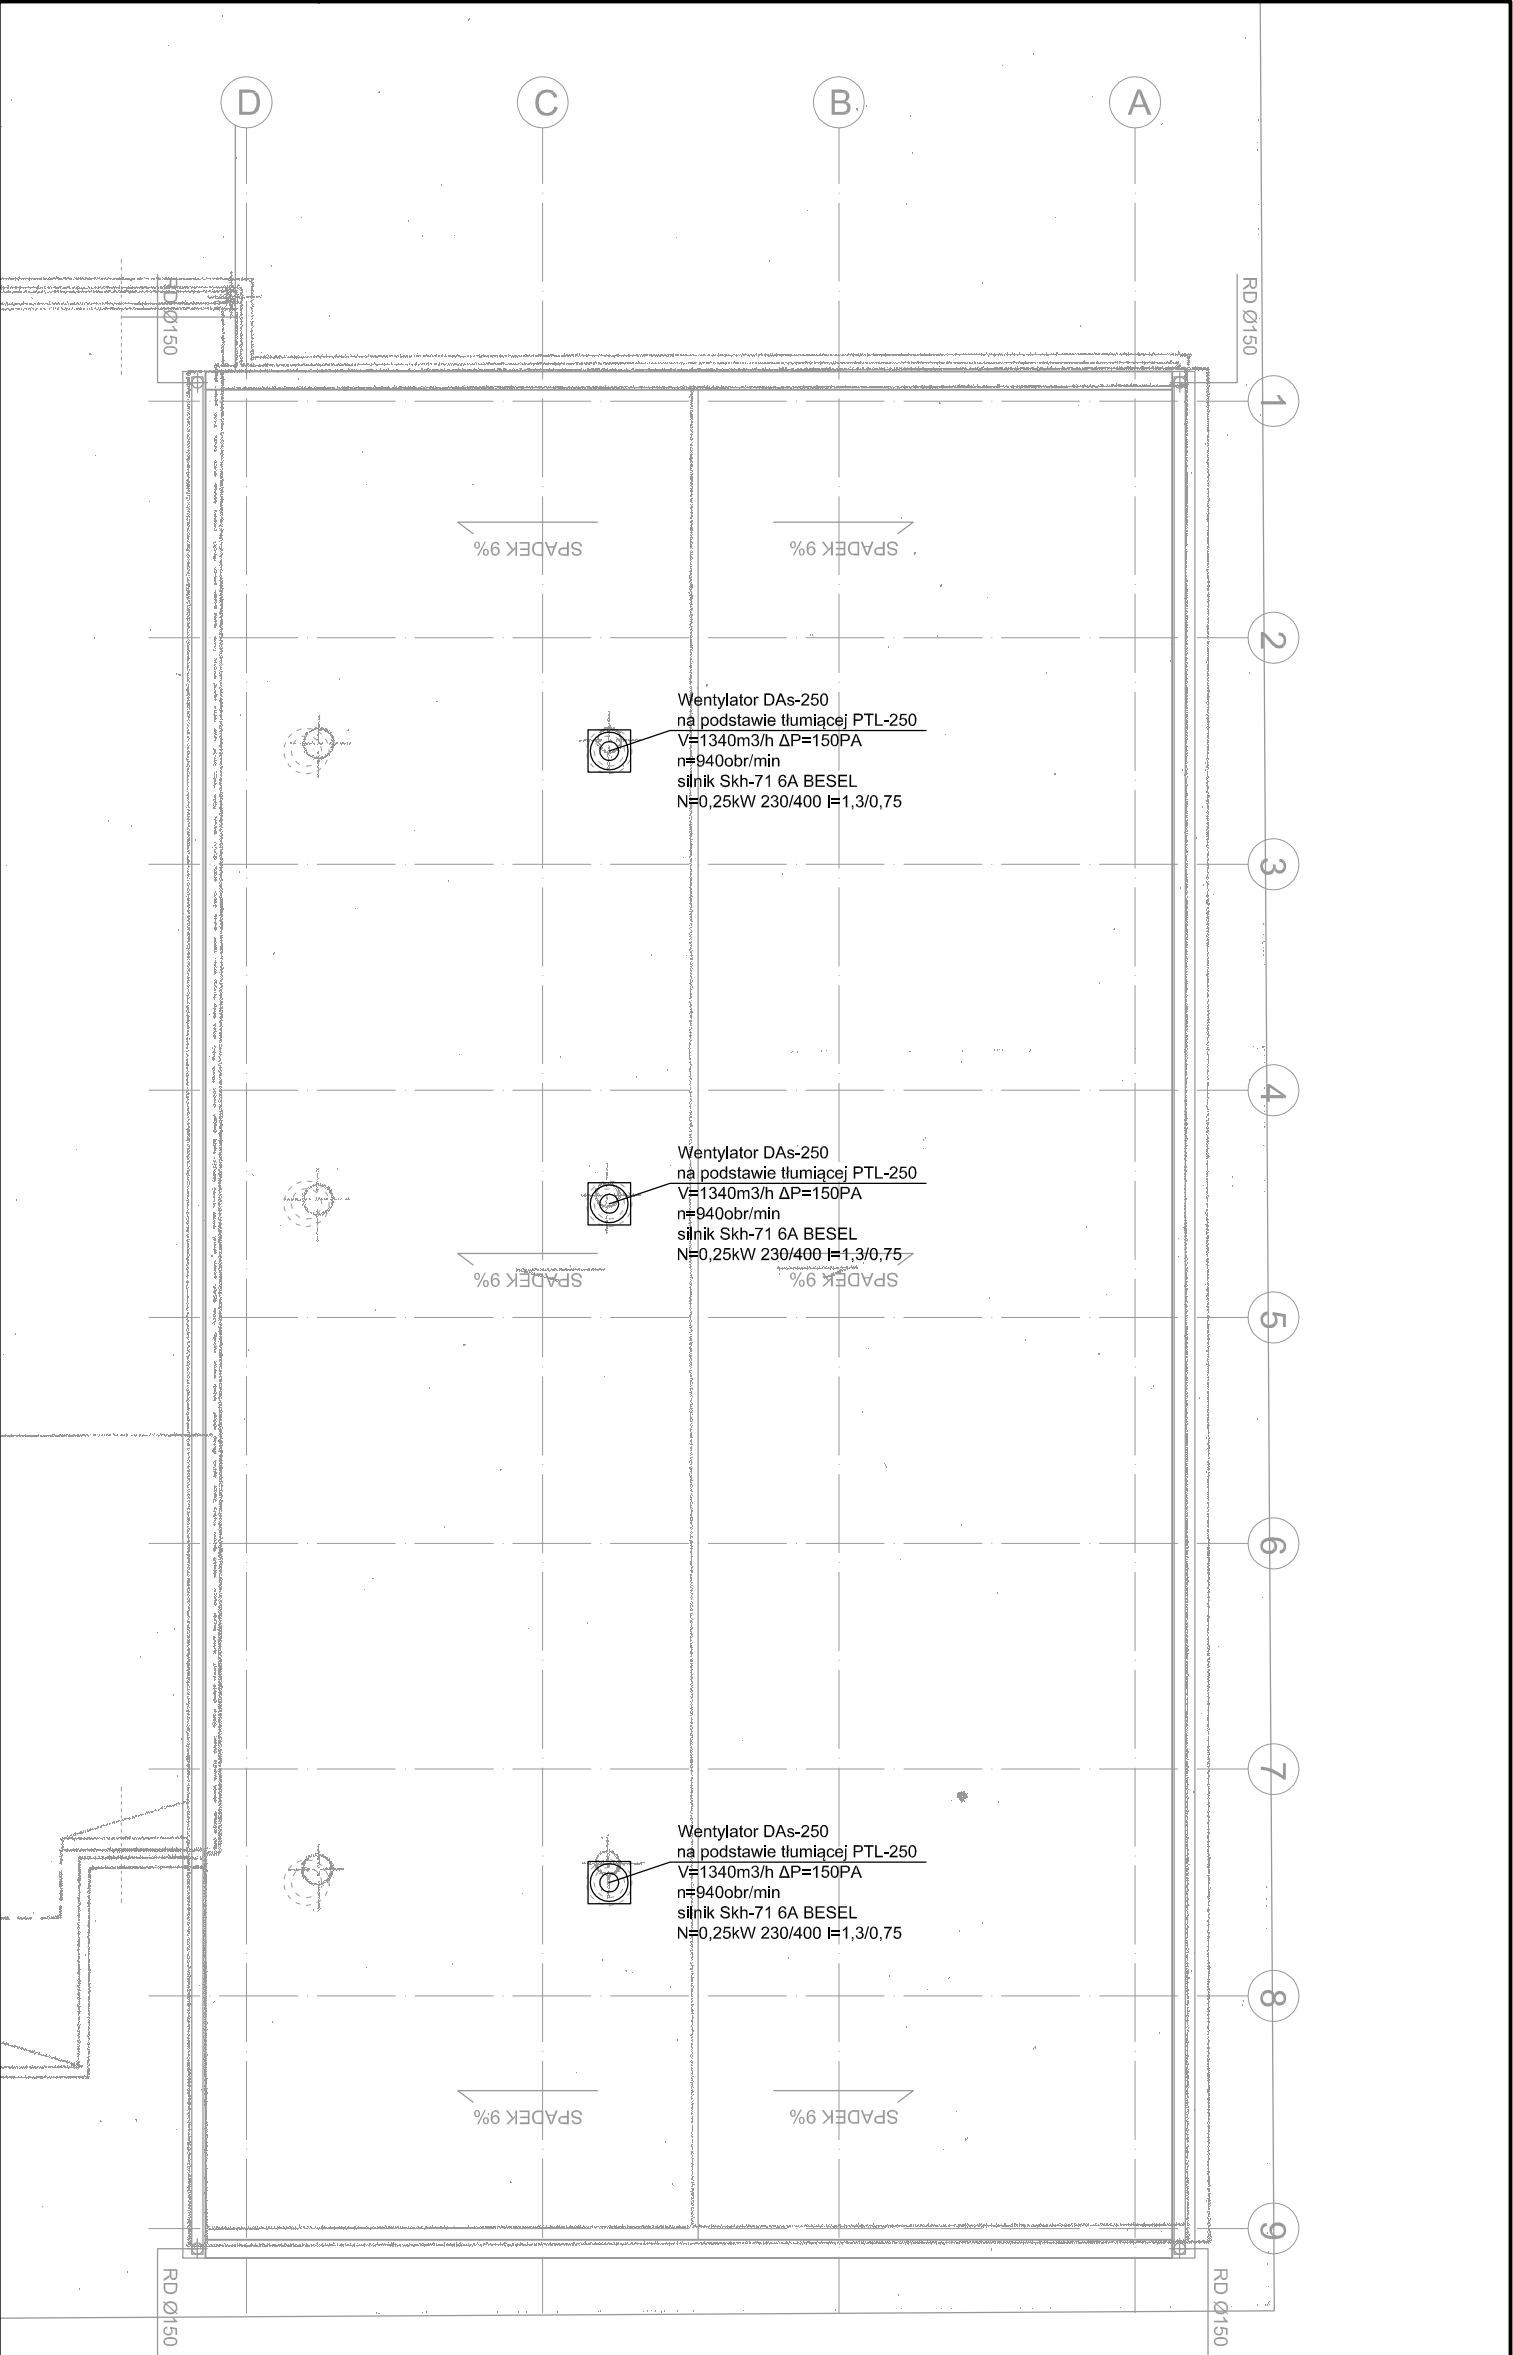 D
C
B
A
RD Ø150
RD Ø150
1
SPADEK 9%
SPADEK 9%
2
Wentylator DAs-250
na podstawie tłumiącej PTL-250
V=1340m3/h ΔP=150PA
n=940obr/min
silnik Skh-71 6A BESEL
N=0,25kW 230/400 I=1,3/0,75
3
4
Wentylator DAs-250
na podstawie tłumiącej PTL-250
V=1340m3/h ΔP=150PA
n=940obr/min
silnik Skh-71 6A BESEL
N=0,25kW 230/400 I=1,3/0,75
SPADEK 9%
SPADEK 9%
5
6
7
Wentylator DAs-250
na podstawie tłumiącej PTL-250
V=1340m3/h ΔP=150PA
n=940obr/min
silnik Skh-71 6A BESEL
N=0,25kW 230/400 I=1,3/0,75
8
SPADEK 9%
SPADEK 9%
9
RD Ø150
RD Ø150